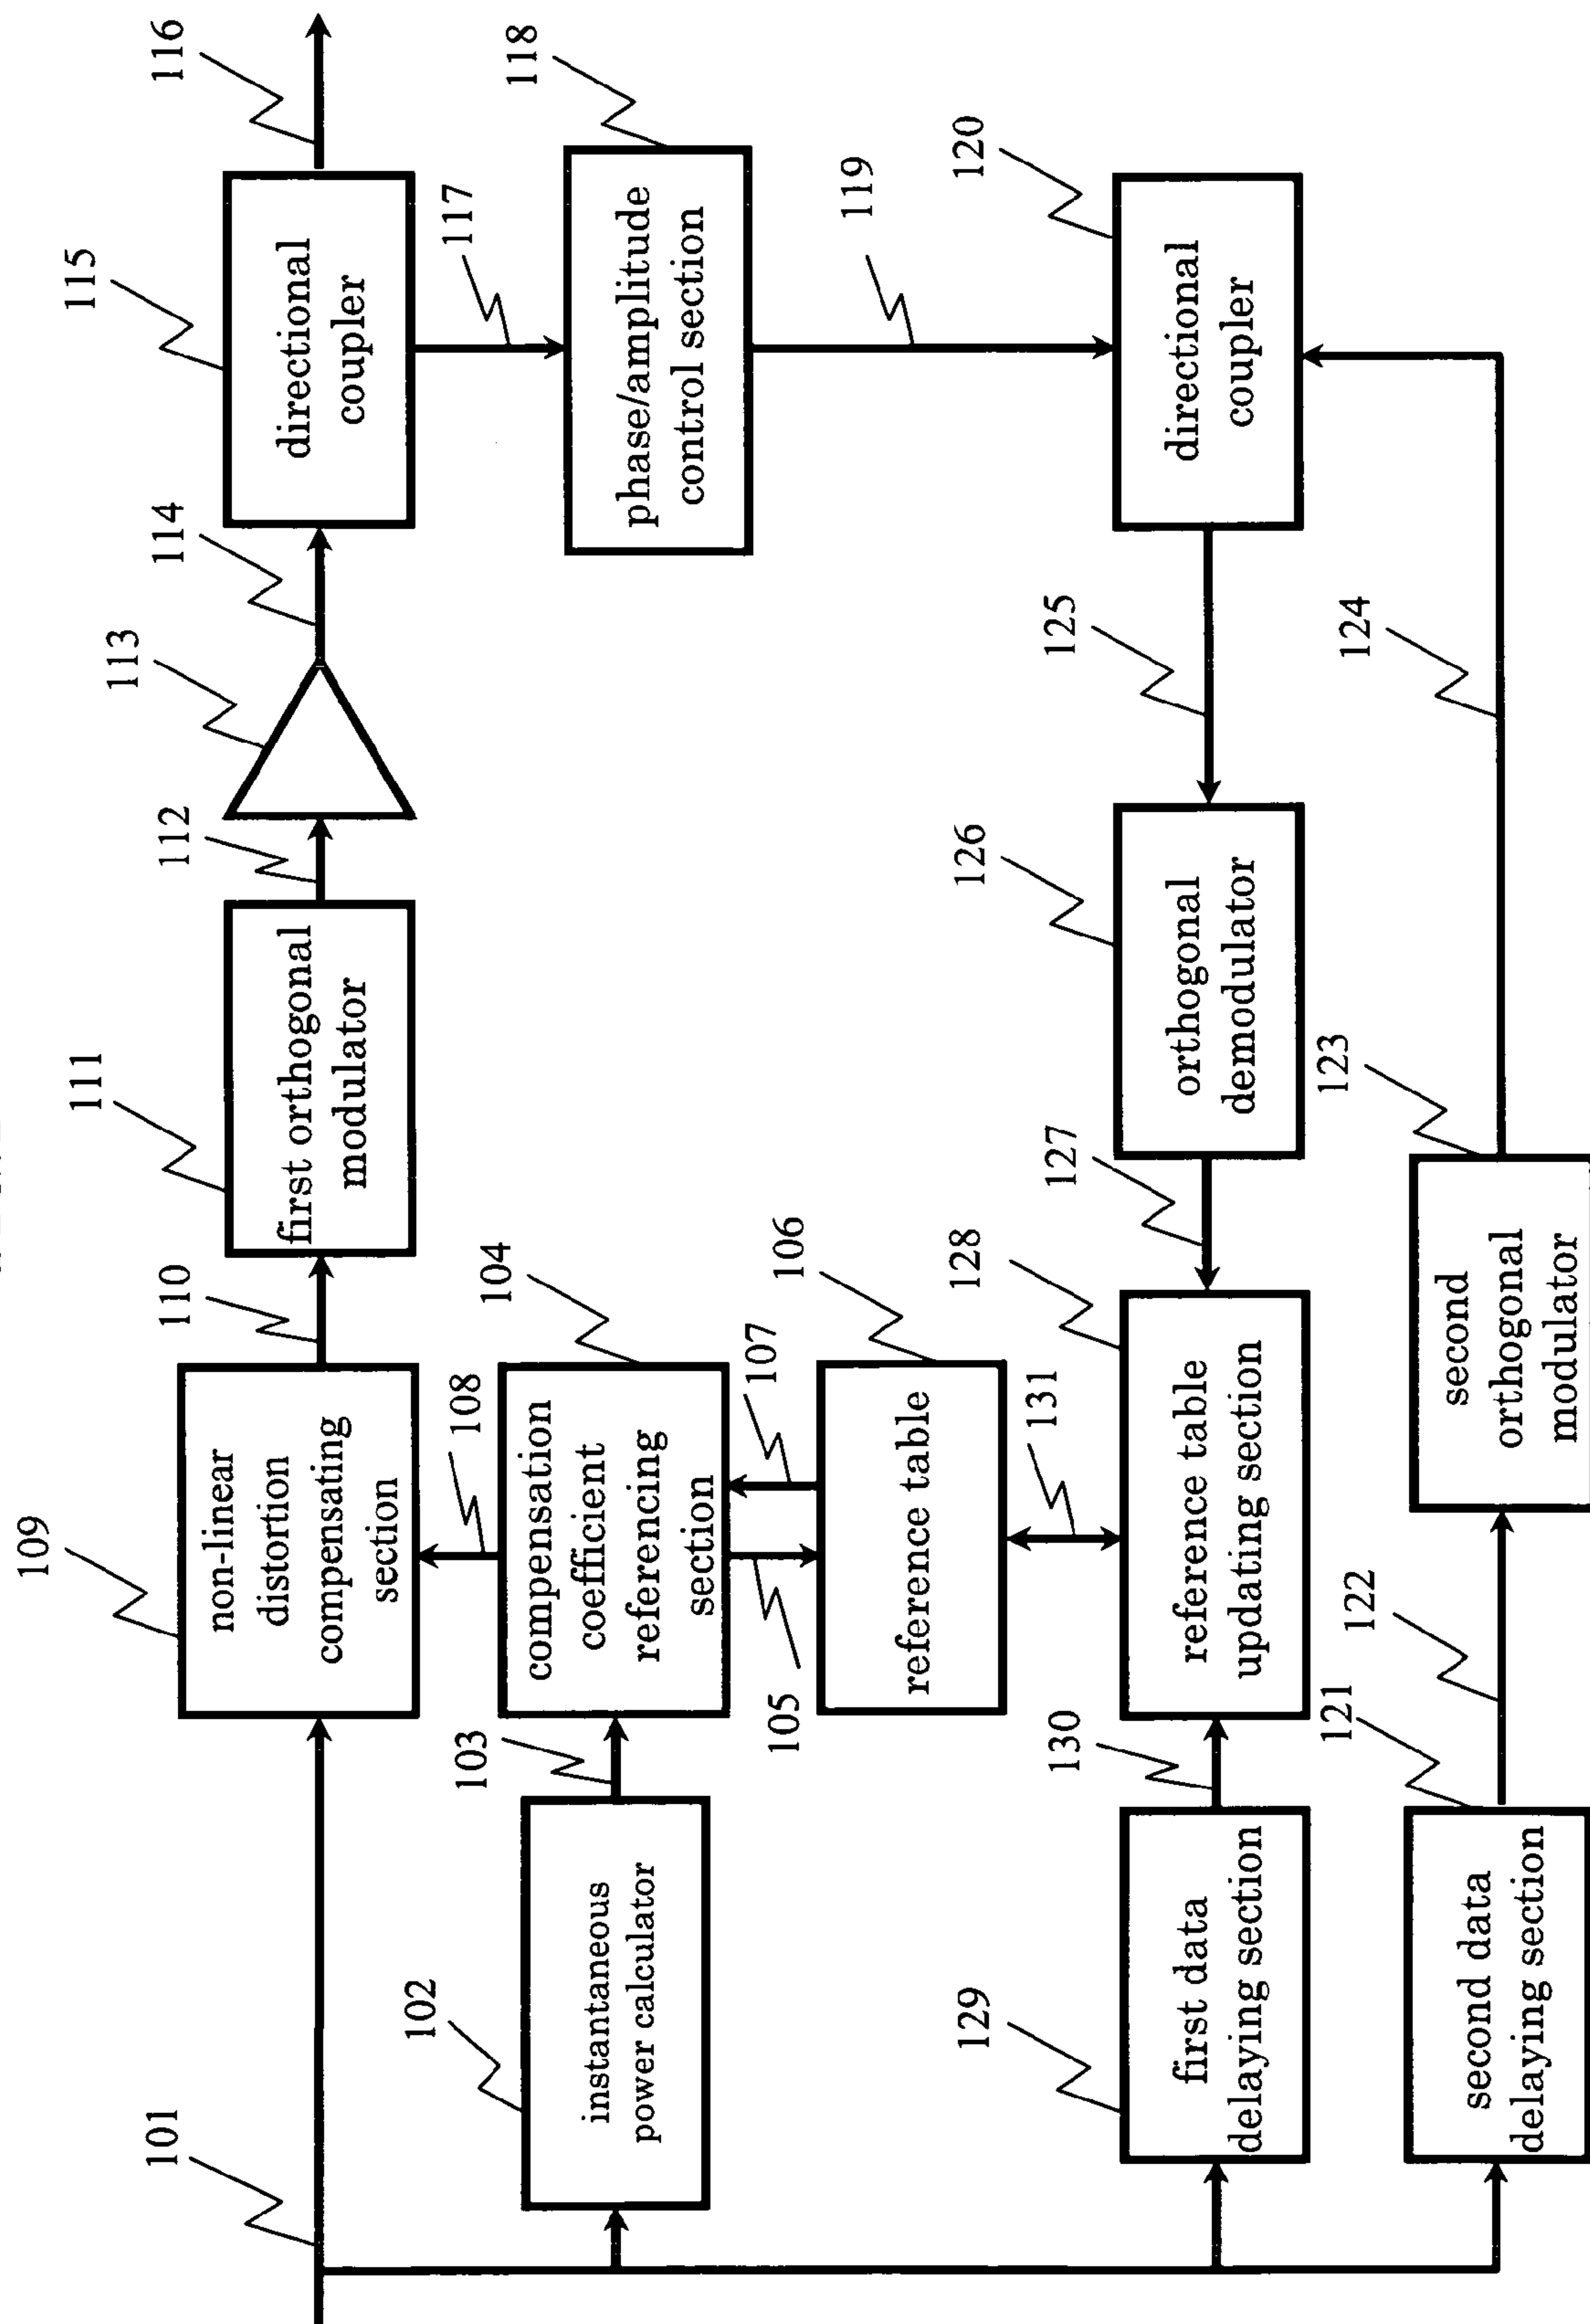 101
109
non-linear
distortion
compensating
section
110
111
first orthogonal
modulator
112
113
114
115
directional
coupler
116
102
instantaneous
power calculator
103
108
104
compensation
coefficient
referencing
section
105
107
106
reference table
117
118
phase/amplitude
control section
119
129
first data
delaying section
130
131
128
reference table
updating section
127
126
orthogonal
demodulator
125
120
directional
coupler
121
second data
delaying section
122
123
second
orthogonal
modulator
124